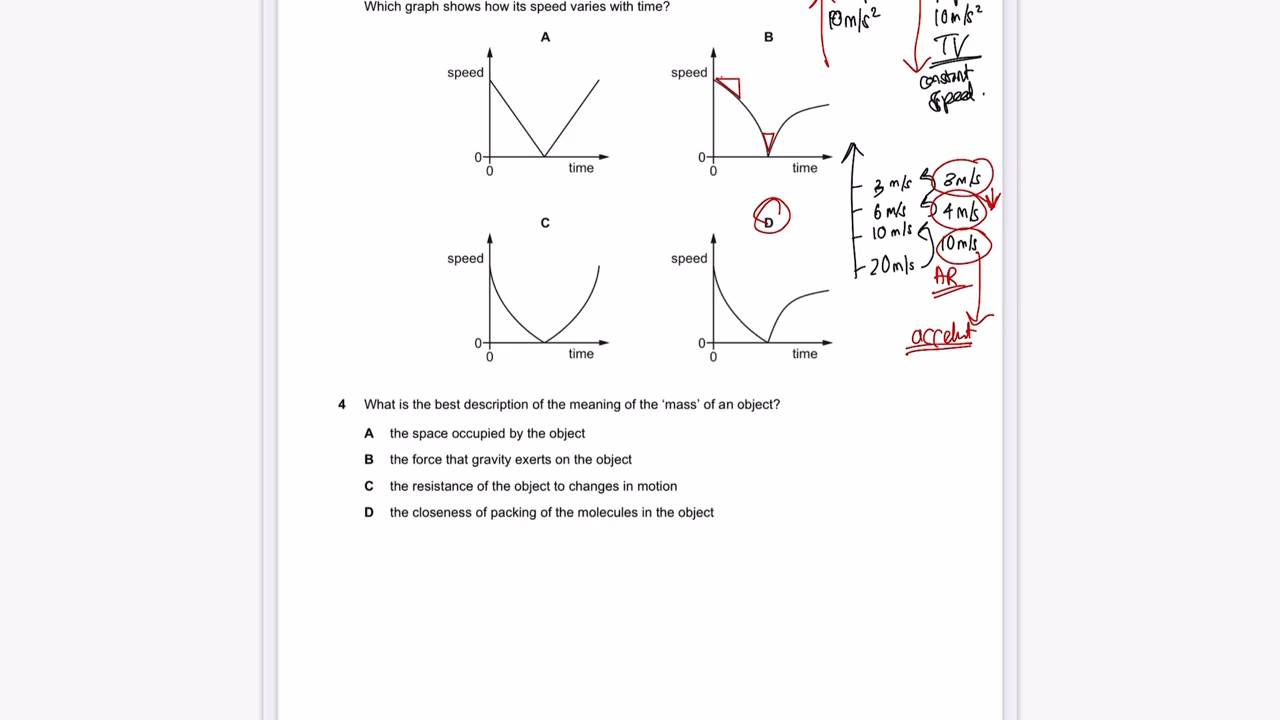 Which graph shows how its speed varies with time?
10m/s²
10m/s²
TV
constant
speed.
A
speed
0
0
time
B
speed
0
0
time
3 m/s
6 m/s
10 m/s
20m/s
3m/s
4 m/s
10m/s
AR
C
speed
0
0
time
D
speed
0
0
time
4 What is the best description of the meaning of the ‘mass’ of an object?
A the space occupied by the object
B the force that gravity exerts on the object
C the resistance of the object to changes in motion
D the closeness of packing of the molecules in the object